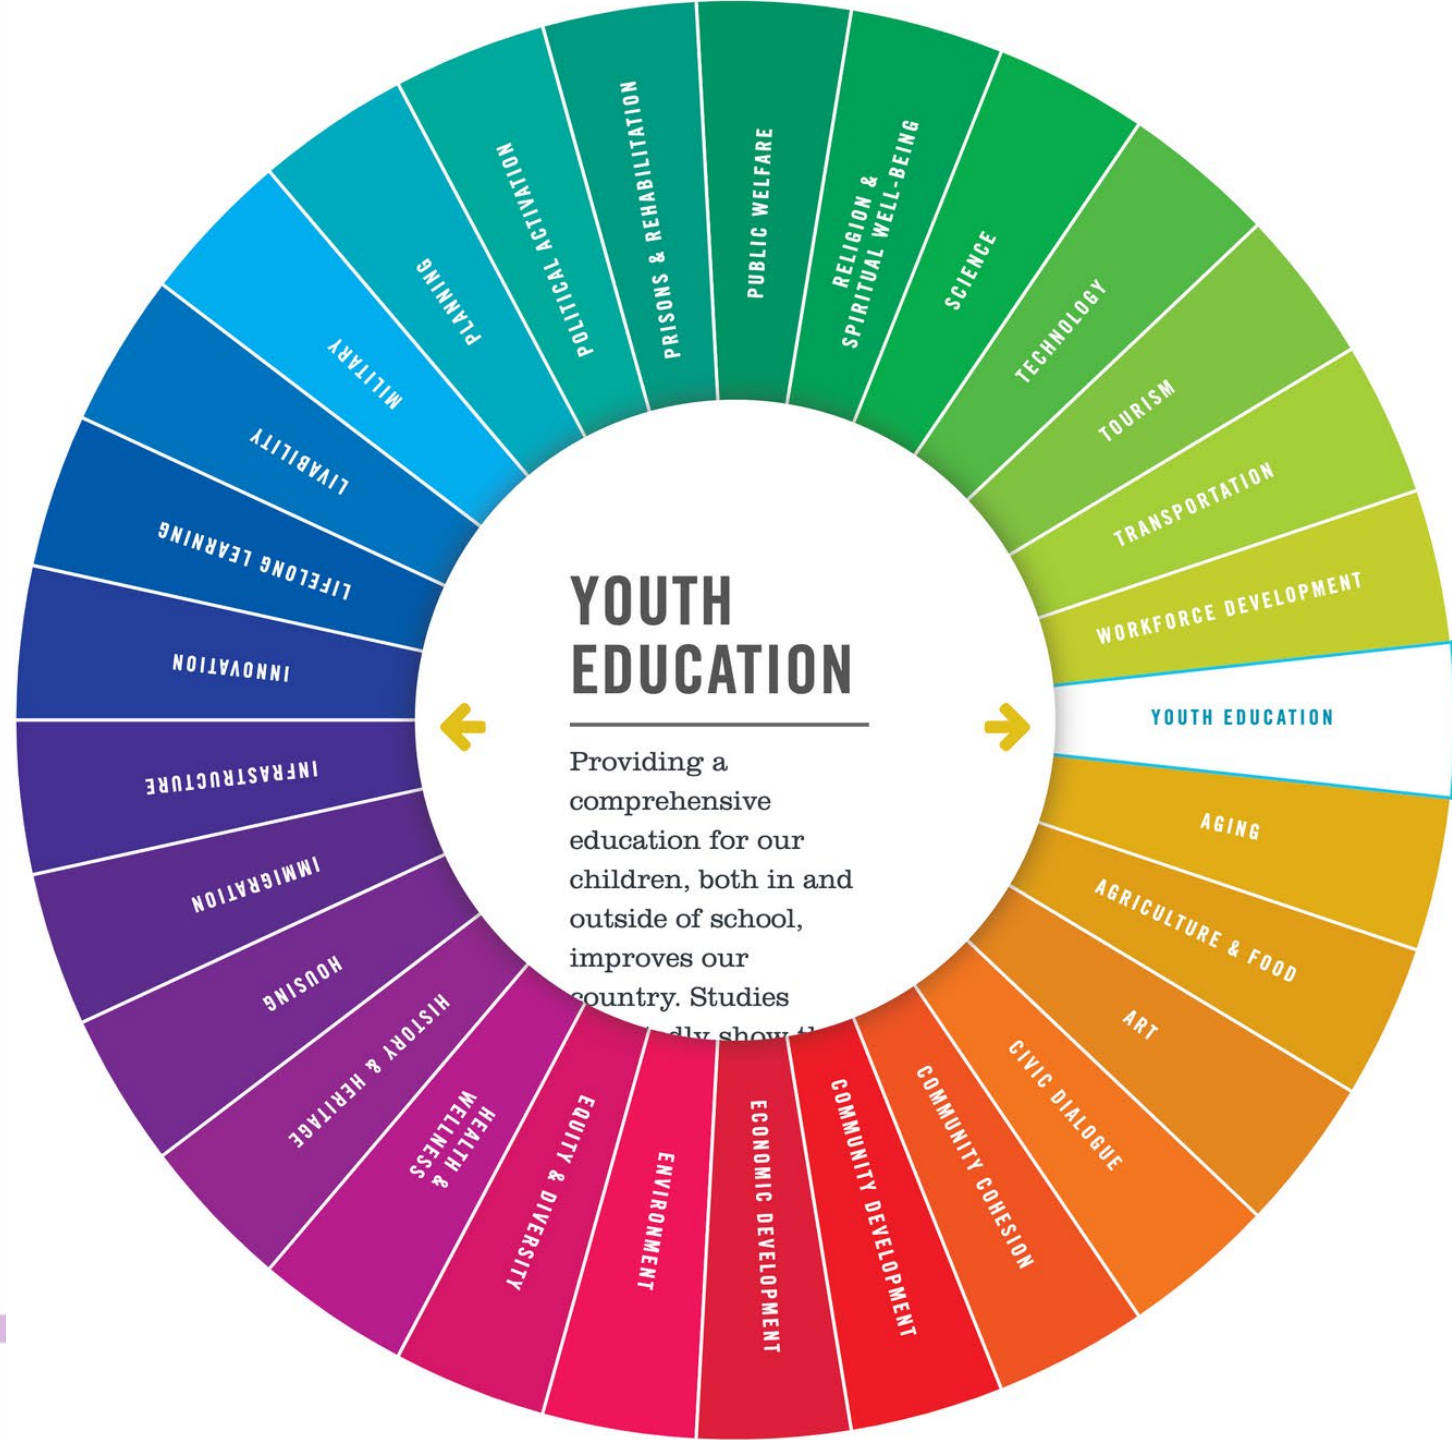 YOUTH
EDUCATION
Providing a
comprehensive
education for our
children, both in and
outside of school,
improves our
country. Studies
show
YOUTH EDUCATION
AGING
AGRICULTURE & FOOD
ART
CIVIC DIALOGUE
COMMUNITY COHESION
COMMUNITY DEVELOPMENT
ECONOMIC DEVELOPMENT
ENVIRONMENT
EQUITY & DIVERSITY
HEALTH &
WELLNESS
HISTORY & HERITAGE
HOUSING
IMMIGRATION
INFRASTRUCTURE
INNOVATION
LIFELONG LEARNING
LIVABILITY
MILITARY
PLANNING
POLITICAL ACTIVATION
PRISONS & REHABILITATION
PUBLIC WELFARE
RELIGION &
SPIRITUAL WELL-BEING
SCIENCE
TECHNOLOGY
TOURISM
TRANSPORTATION
WORKFORCE DEVELOPMENT